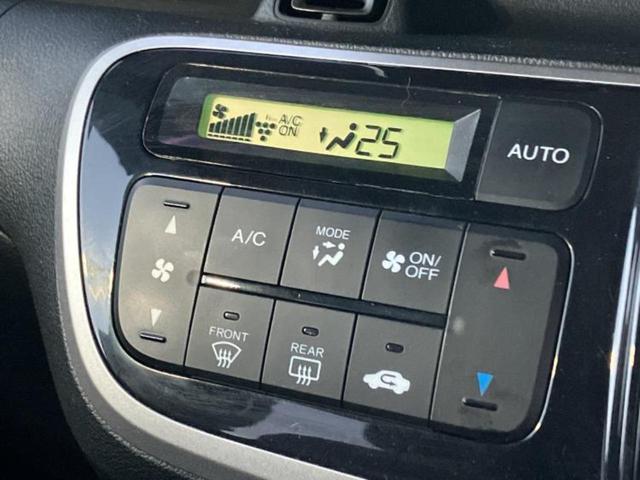 A/C
ON
25
AUTO
A/C
MODE
ON/
OFF
FRONT
REAR